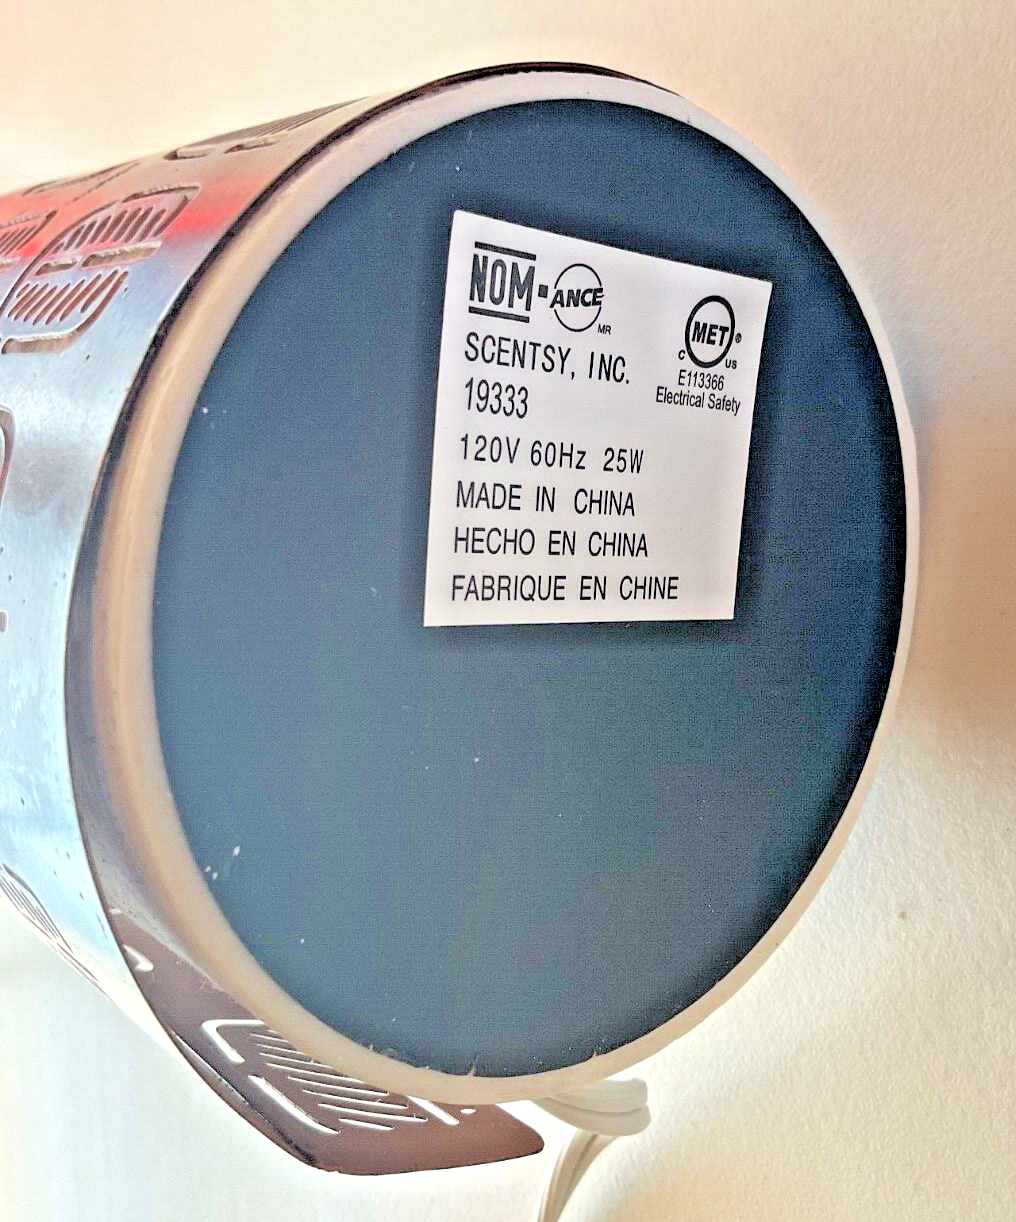 NOM-ANCE
MR
SCENTSY, INC.
19333
120V 60Hz 25W
MADE IN CHINA
HECHO EN CHINA
FABRIQUE EN CHINE
MET®
C US
E113366
Electrical Safety